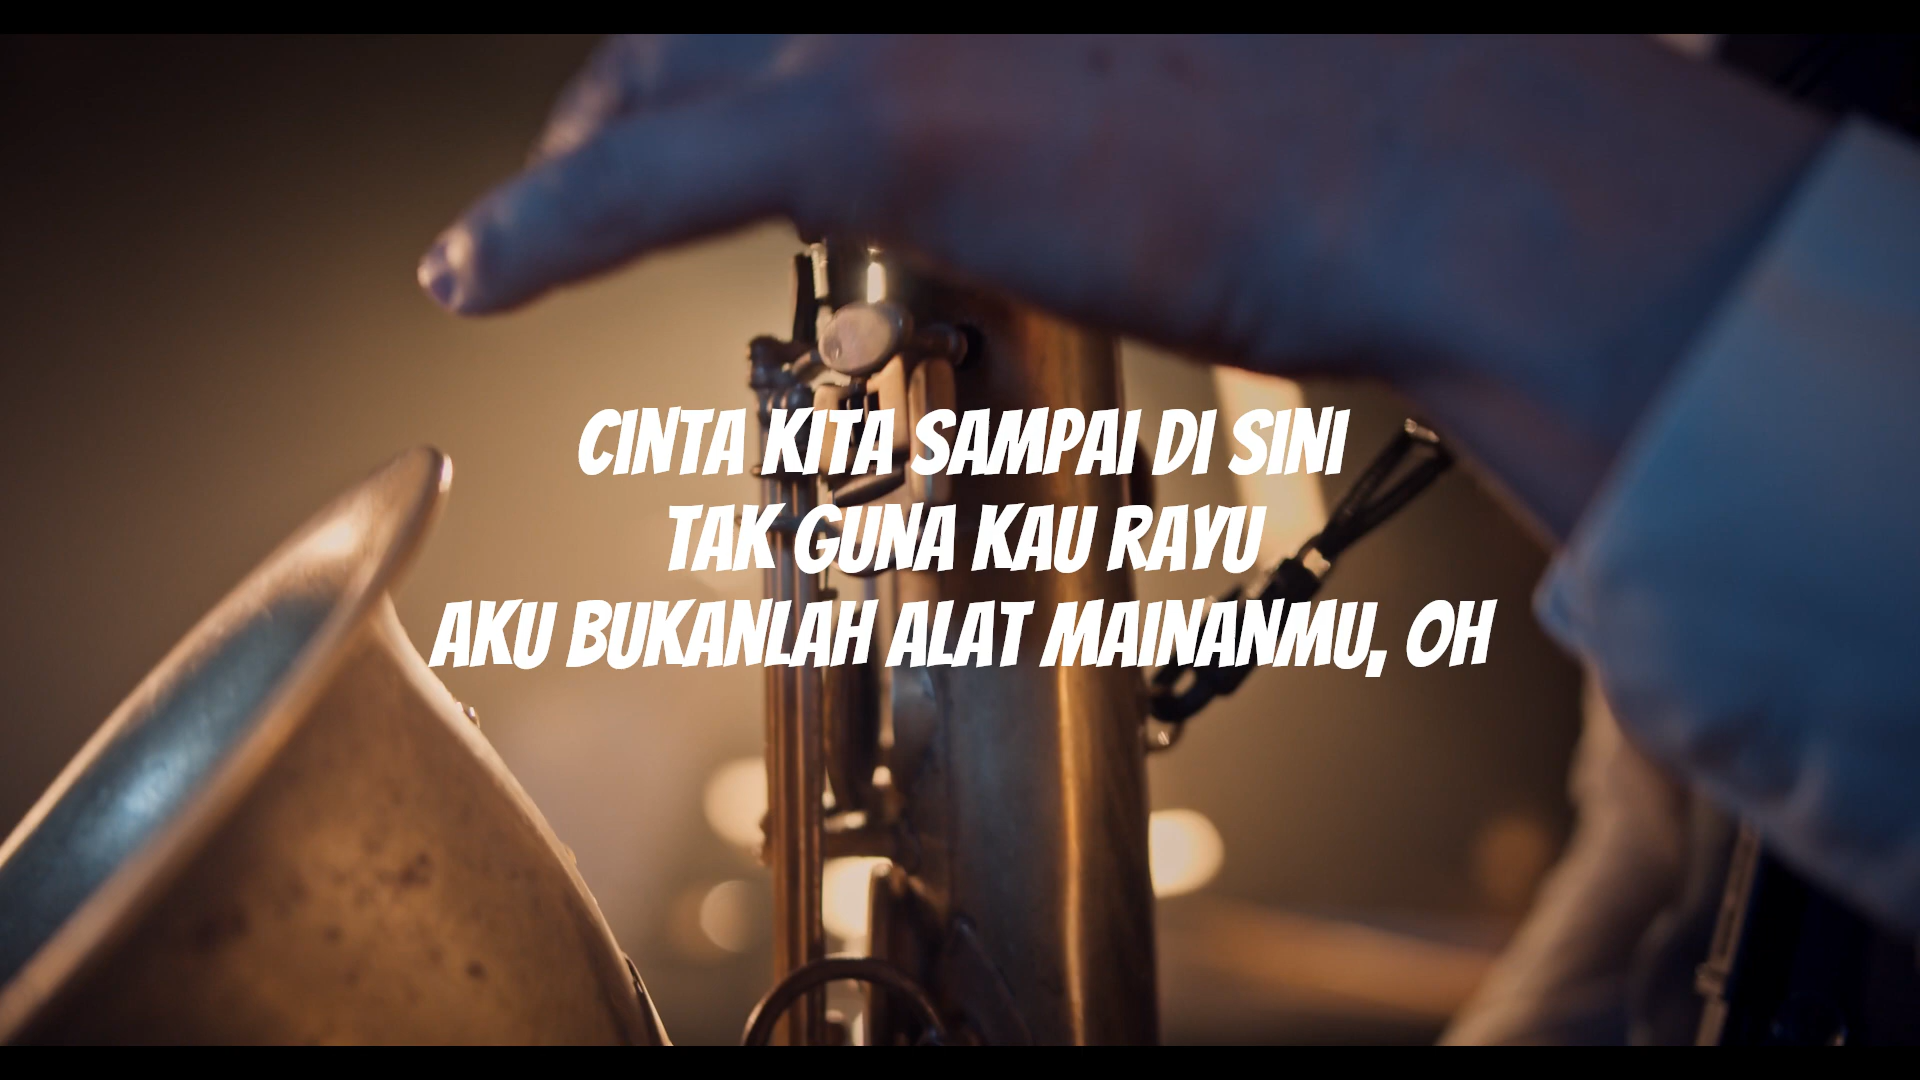 CINTA KITA SAMPAI DI SINI
TAK GUNA KAU RAYU
AKU BUKANLAH ALAT MAINANMU, OH